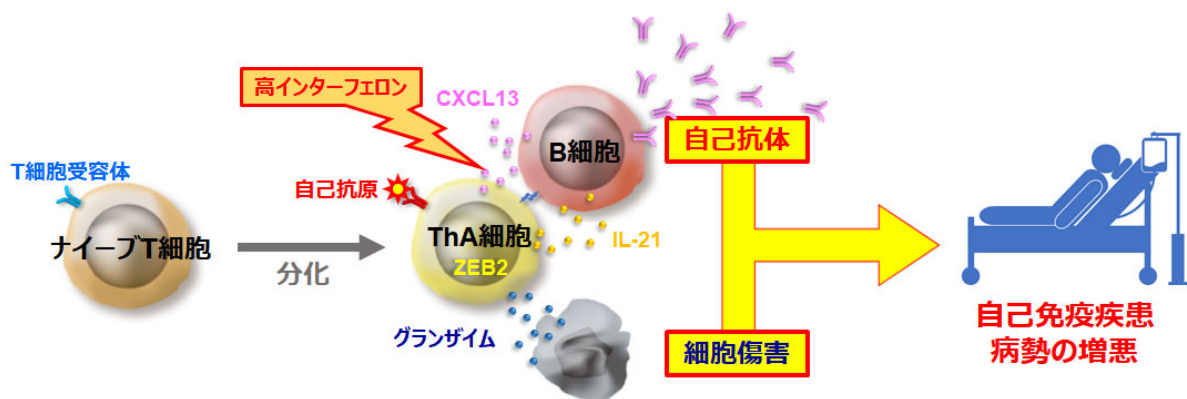 高インターフェロン
CXCL13
T細胞受容体
自己抗原
B細胞
自己抗体
ナイーブT細胞
分化
ThA細胞
ZEB2
IL-21
グランザイム
細胞傷害
自己免疫疾患
病勢の増悪